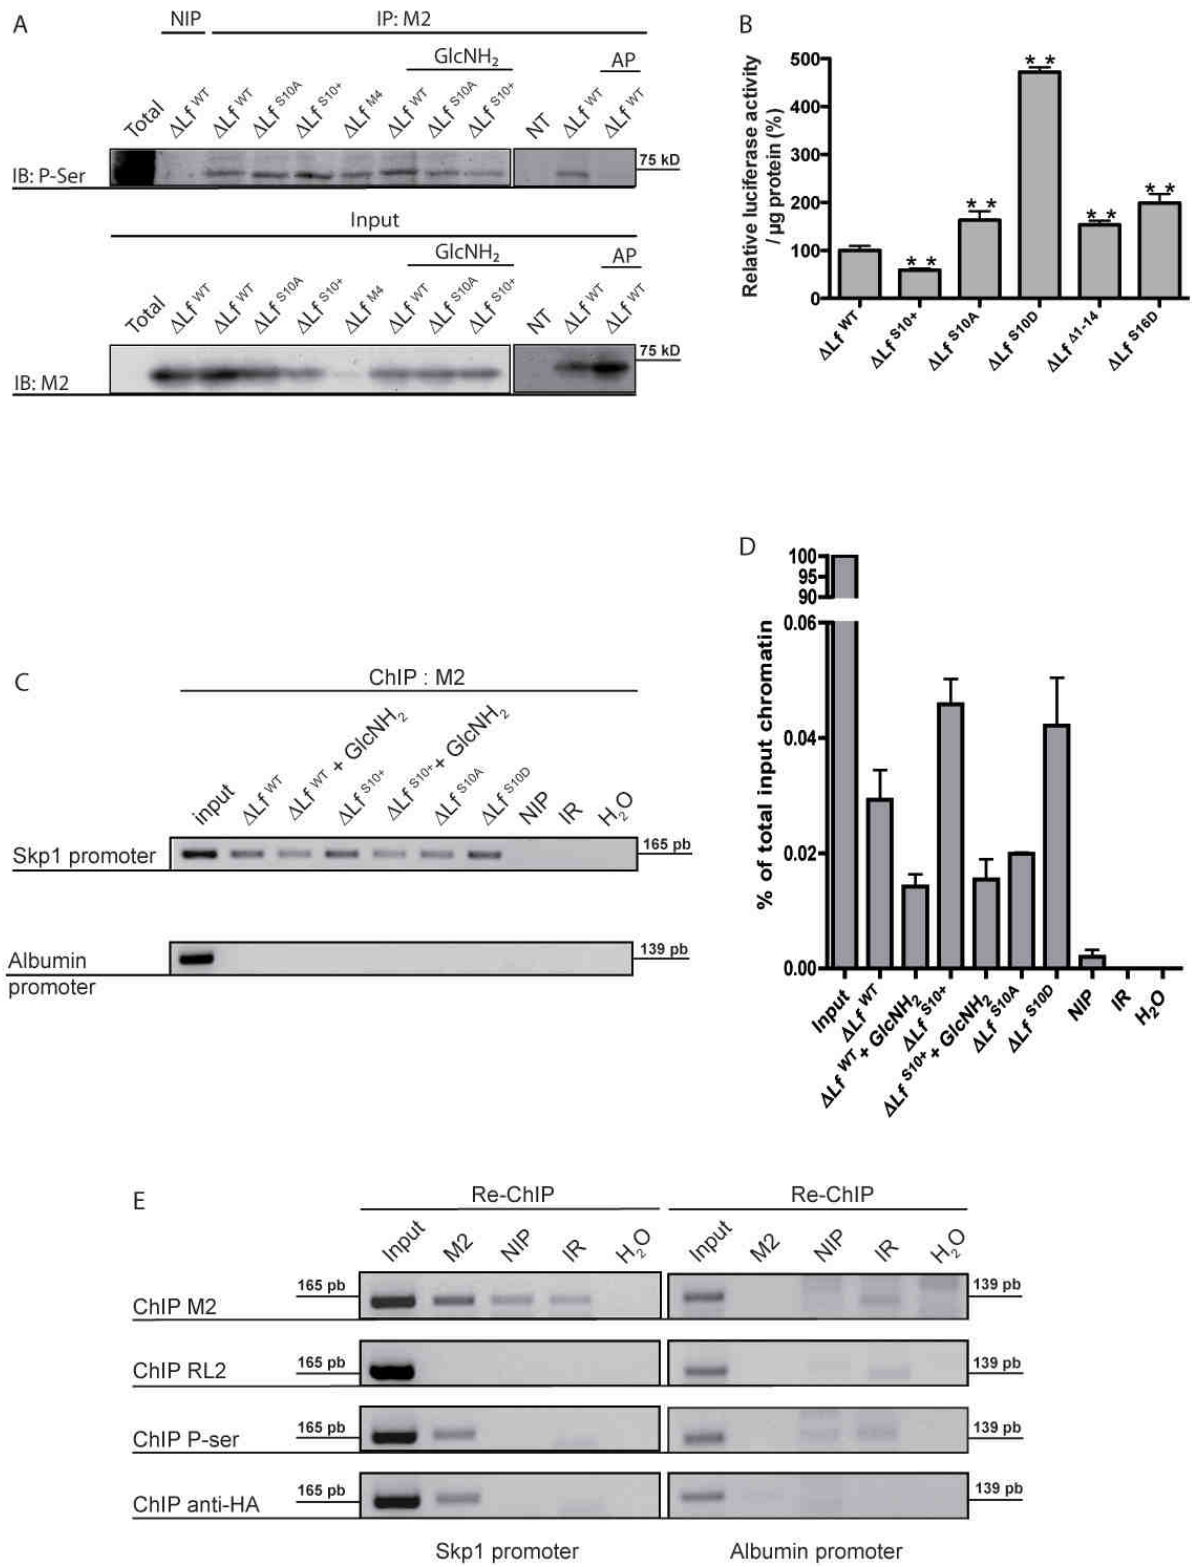 A
NIP
IP: M2
GlcNH₂
AP
Total
ΔLf WT
ΔLf WT
ΔLf S10A
ΔLf S10+
ΔLf M4
ΔLf WT
ΔLf S10A
ΔLf S10+
NT
ΔLf WT
ΔLf WT
IB: P-Ser
75 kD
Input
GlcNH₂
AP
Total
ΔLf WT
ΔLf WT
ΔLf S10A
ΔLf S10+
ΔLf M4
ΔLf WT
ΔLf S10A
ΔLf S10+
NT
ΔLf WT
ΔLf WT
IB: M2
75 kD
B
Relative luciferase activity
/ µg protein (%)
500
400
300
200
100
0
* *
* *
* *
* *
* *
ΔLf WT
ΔLf S10+
ΔLf S10A
ΔLf S10D
ΔLf Δ1-14
ΔLf S16D
C
ChIP : M2
input
ΔLf WT
ΔLf WT + GlcNH₂
ΔLf S10+
ΔLf S10+ + GlcNH₂
ΔLf S10A
ΔLf S10D
NIP
IR
H₂O
Skp1 promoter
165 pb
Albumin
promoter
139 pb
D
% of total input chromatin
100
95
90
0.06
0.04
0.02
0.00
Input
ΔLf WT
ΔLf WT + GlcNH₂
ΔLf S10+
ΔLf S10+ + GlcNH₂
ΔLf S10A
ΔLf S10D
NIP
IR
H₂O
E
Re-ChIP
Re-ChIP
Input
M2
NIP
IR
H₂O
Input
M2
NIP
IR
H₂O
ChIP M2
165 pb
139 pb
ChIP RL2
165 pb
139 pb
ChIP P-ser
165 pb
139 pb
ChIP anti-HA
165 pb
139 pb
Skp1 promoter
Albumin promoter